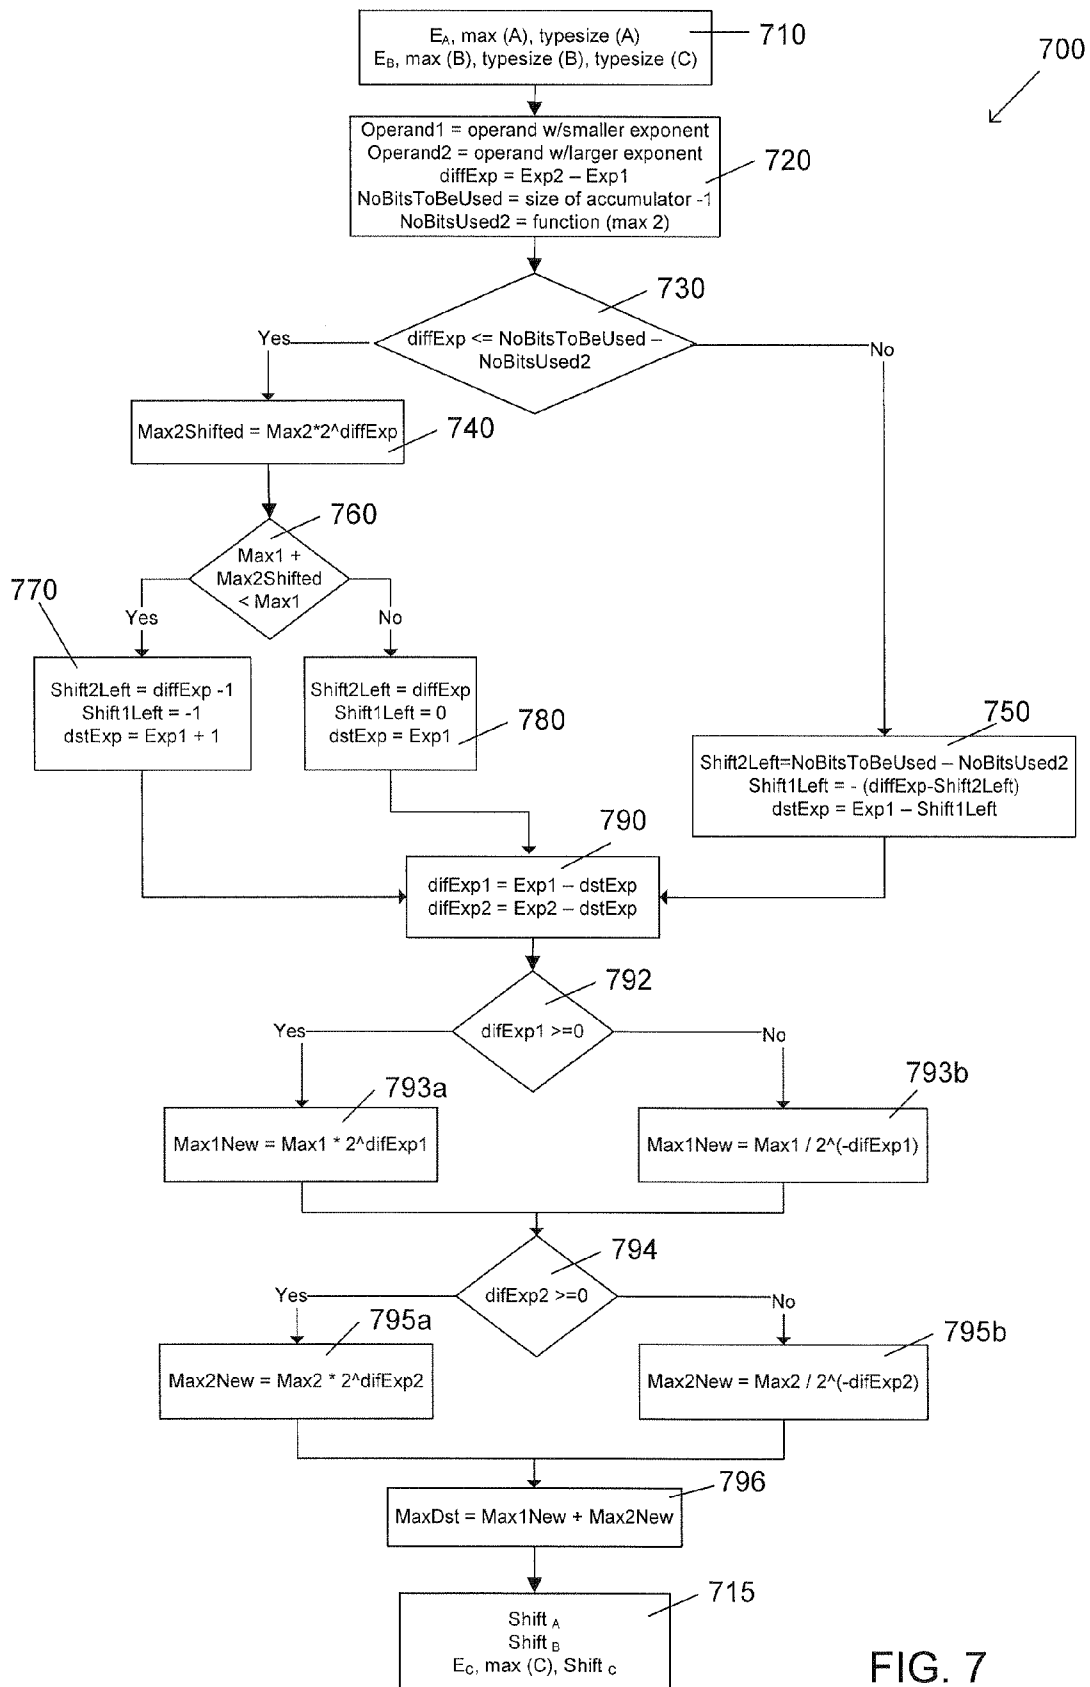 E_A, max (A), typesize (A)
E_B, max (B), typesize (B), typesize (C)
710
700
Operand1 = operand w/smaller exponent
Operand2 = operand w/larger exponent
diffExp = Exp2 – Exp1
NoBitsToBeUsed = size of accumulator -1
NoBitsUsed2 = function (max 2)
720
730
diffExp <= NoBitsToBeUsed –
NoBitsUsed2
Yes
No
Max2Shifted = Max2*2^diffExp
740
760
Max1 +
Max2Shifted
< Max1
770
Yes
No
Shift2Left = diffExp -1
Shift1Left = -1
dstExp = Exp1 + 1
Shift2Left = diffExp
Shift1Left = 0
dstExp = Exp1
780
750
Shift2Left=NoBitsToBeUsed – NoBitsUsed2
Shift1Left = - (diffExp-Shift2Left)
dstExp = Exp1 – Shift1Left
790
difExp1 = Exp1 – dstExp
difExp2 = Exp2 – dstExp
792
difExp1 >=0
Yes
No
793a
Max1New = Max1 * 2^difExp1
793b
Max1New = Max1 / 2^(-difExp1)
794
difExp2 >=0
Yes
No
795a
Max2New = Max2 * 2^difExp2
795b
Max2New = Max2 / 2^(-difExp2)
796
MaxDst = Max1New + Max2New
715
Shift A
Shift B
E_C, max (C), Shift C
FIG. 7